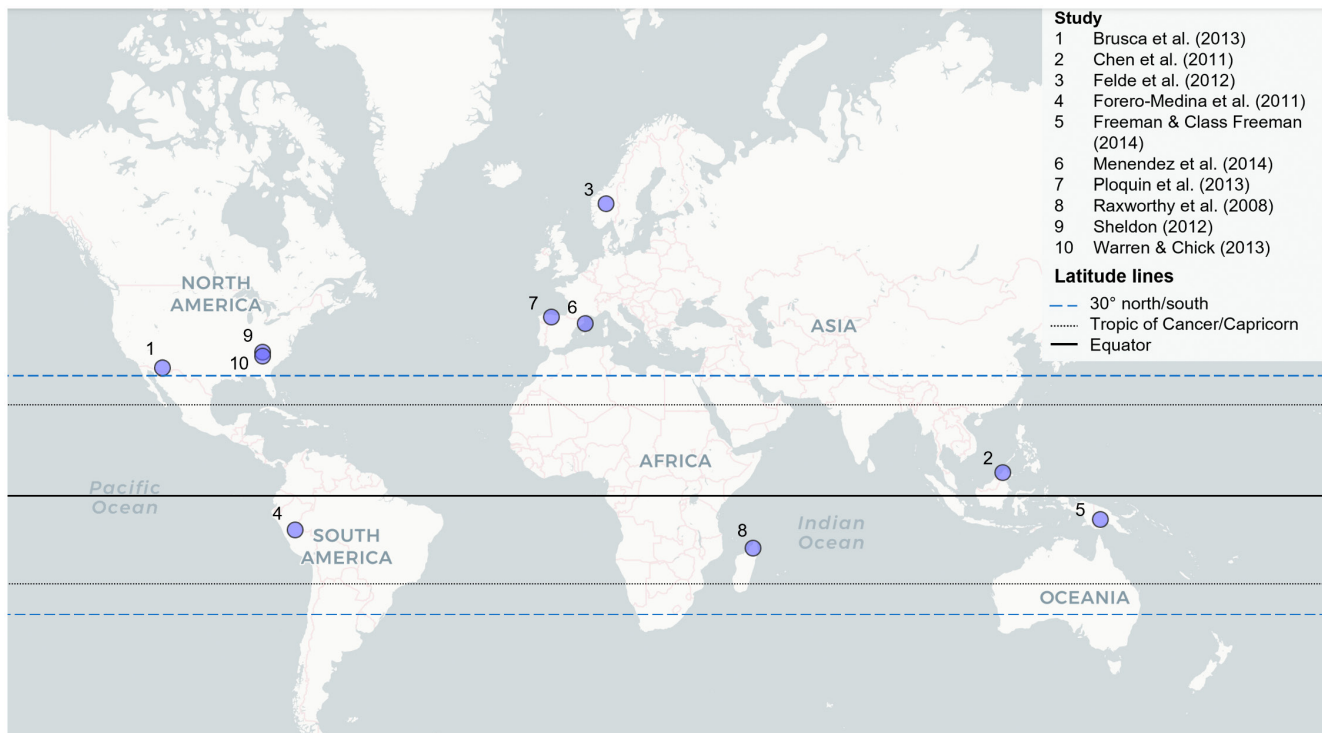 Study
1 Brusca et al. (2013)
2 Chen et al. (2011)
3 Felde et al. (2012)
4 Forero-Medina et al. (2011)
5 Freeman & Class Freeman
(2014)
6 Menendez et al. (2014)
7 Ploquin et al. (2013)
8 Raxworthy et al. (2008)
9 Sheldon (2012)
10 Warren & Chick (2013)
Latitude lines
30° north/south
Tropic of Cancer/Capricorn
Equator
3
NORTH
AMERICA
7
6
ASIA
9
1
10
AFRICA
2
Pacific
Ocean
4
5
SOUTH
AMERICA
8
Indian
Ocean
OCEANIA